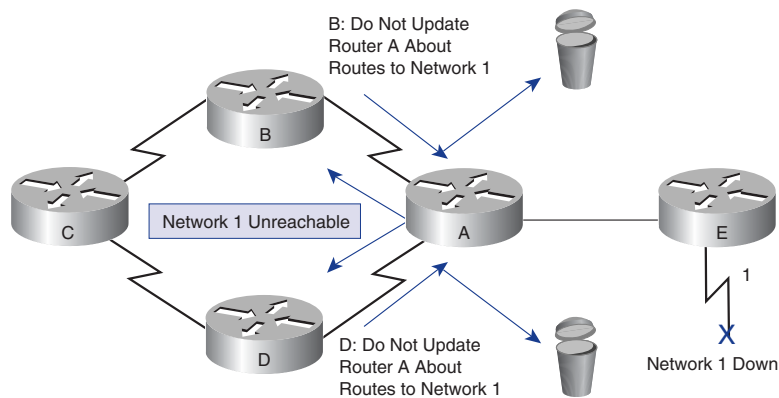 B: Do Not Update
Router A About
Routes to Network 1
B
C
Network 1 Unreachable
A
E
1
D
D: Do Not Update
Router A About
Routes to Network 1
X
Network 1 Down